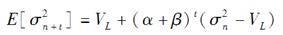 E[σ²ₙ₊ₜ] = V_L + (α + β)ᵗ(σ²ₙ − V_L)